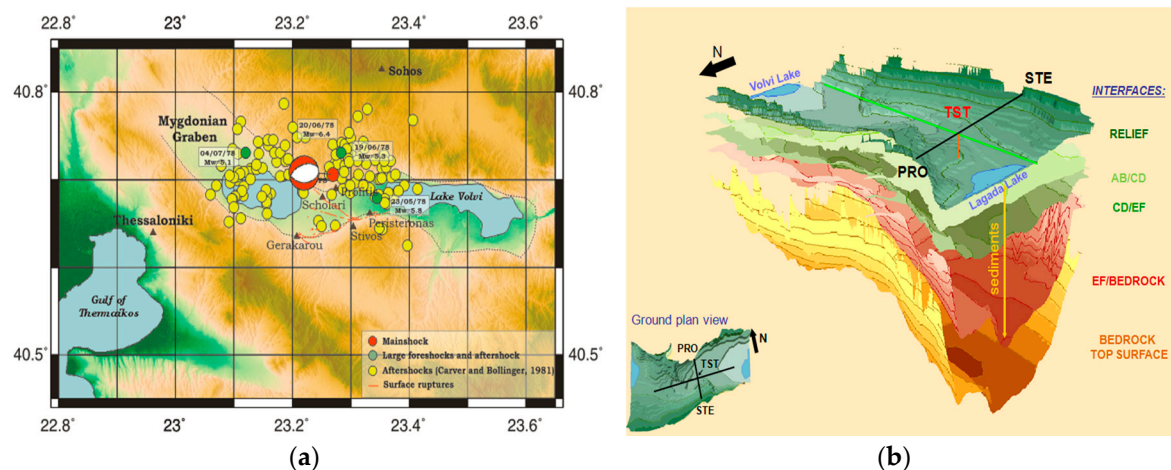 22.8
23
23.2
23.4
23.6
40.8
40.8
Sohos
Mygdonian
Graben
20/06/78
Mw=6.4
04/07/78
Mw=5.1
19/06/78
Mw=5.3
Scholari
23/05/78
Mw=5.8
Lake Volvi
Thessaloniki
Peristeronas
Stivos
Gerakarou
Gulf of
Thermaikos
Mainshock
Large foreshocks and aftershock
Aftershocks (Carver and Bollinger, 1981)
Surface ruptures
40.5
40.5
22.8
23
23.2
23.4
23.6
(a)
N
Volvi Lake
STE
TST
PRO
Lagada Lake
sediments
INTERFACES:
RELIEF
AB/CD
CD/EF
EF/BEDROCK
BEDROCK
TOP SURFACE
Ground plan view
N
PRO
TST
STE
(b)